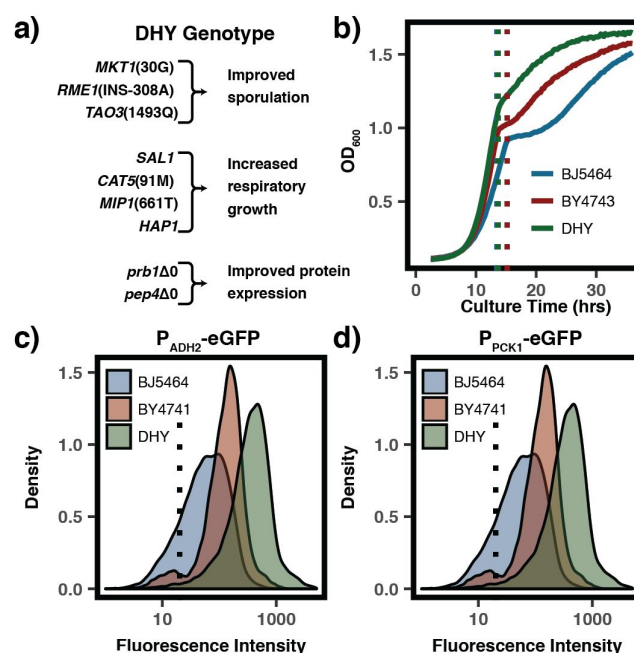 a)
DHY Genotype
MKT1(30G)
RME1(INS-308A)
TAO3(1493Q)
Improved
sporulation
SAL1
CAT5(91M)
MIP1(661T)
HAP1
Increased
respiratory
growth
prb1Δ0
pep4Δ0
Improved protein
expression
b)
1.5
1.0
0.5
OD600
BJ5464
BY4743
DHY
0 10 20 30
Culture Time (hrs)
c)
PADH2-eGFP
1.5
1.0
0.5
0.0
Density
BJ5464
BY4741
DHY
10 1000
Fluorescence Intensity
d)
PPCK1-eGFP
1.5
1.0
0.5
0.0
Density
BJ5464
BY4741
DHY
10 1000
Fluorescence Intensity